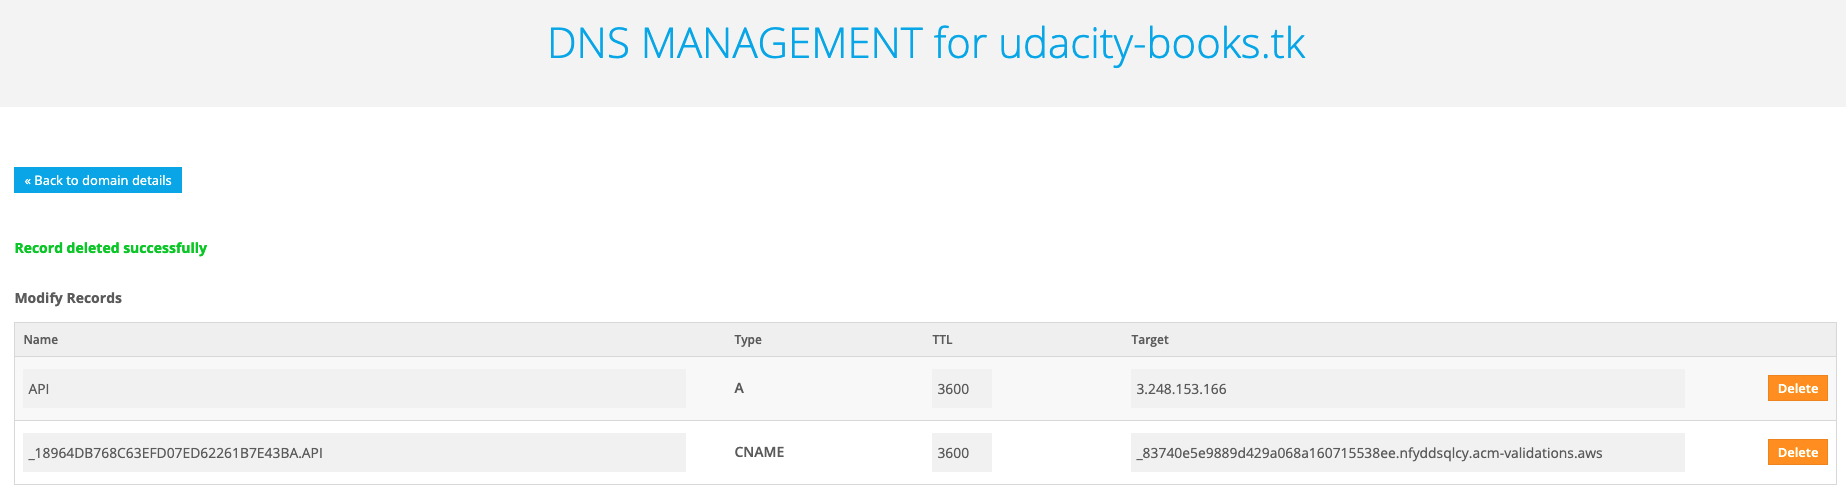 DNS MANAGEMENT for udacity-books.tk
« Back to domain details
Record deleted successfully
Modify Records
Name Type TTL Target
API A 3600 3.248.153.166 Delete
_18964DB768C63EFD07ED62261B7E43BA.API CNAME 3600 _83740e5e9889d429a068a160715538ee.nfyddsqlcy.acm-validations.aws Delete